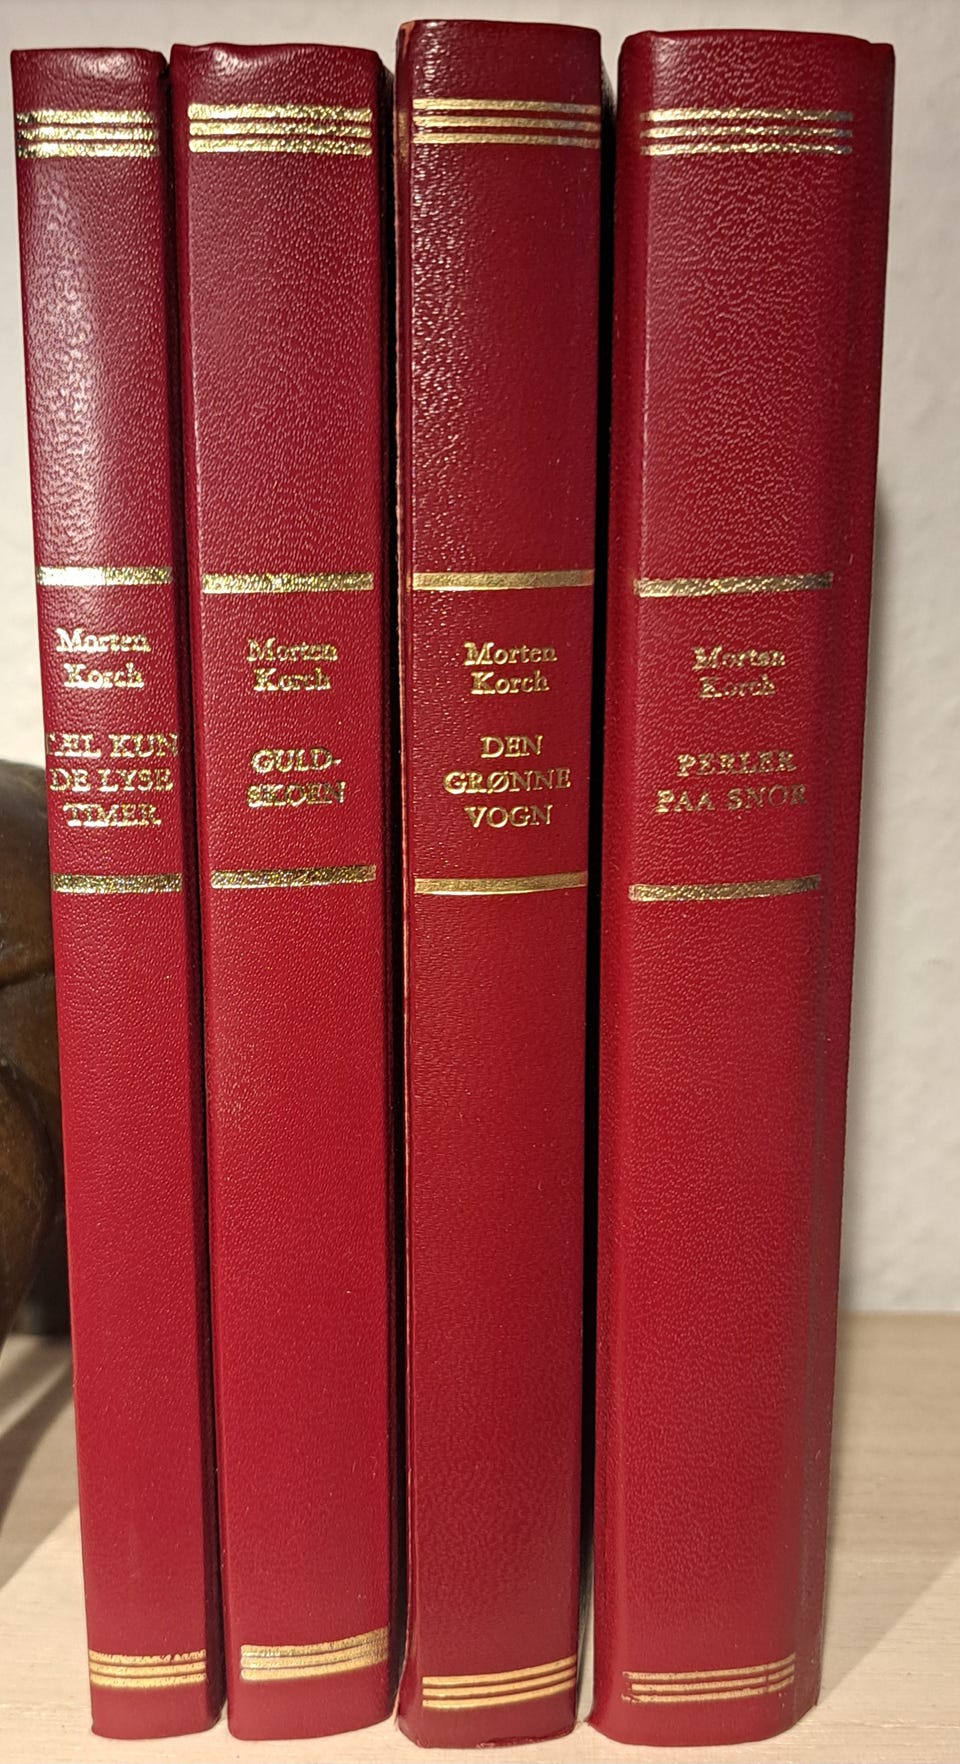 Morten
Korch
TÆL KUN
DE LYSE
TIMER
Morten
Korch
GULD-
SKOEN
Morten
Korch
DEN
GRØNNE
VOGN
Morten
Korch
PERLER
PAA SNOR